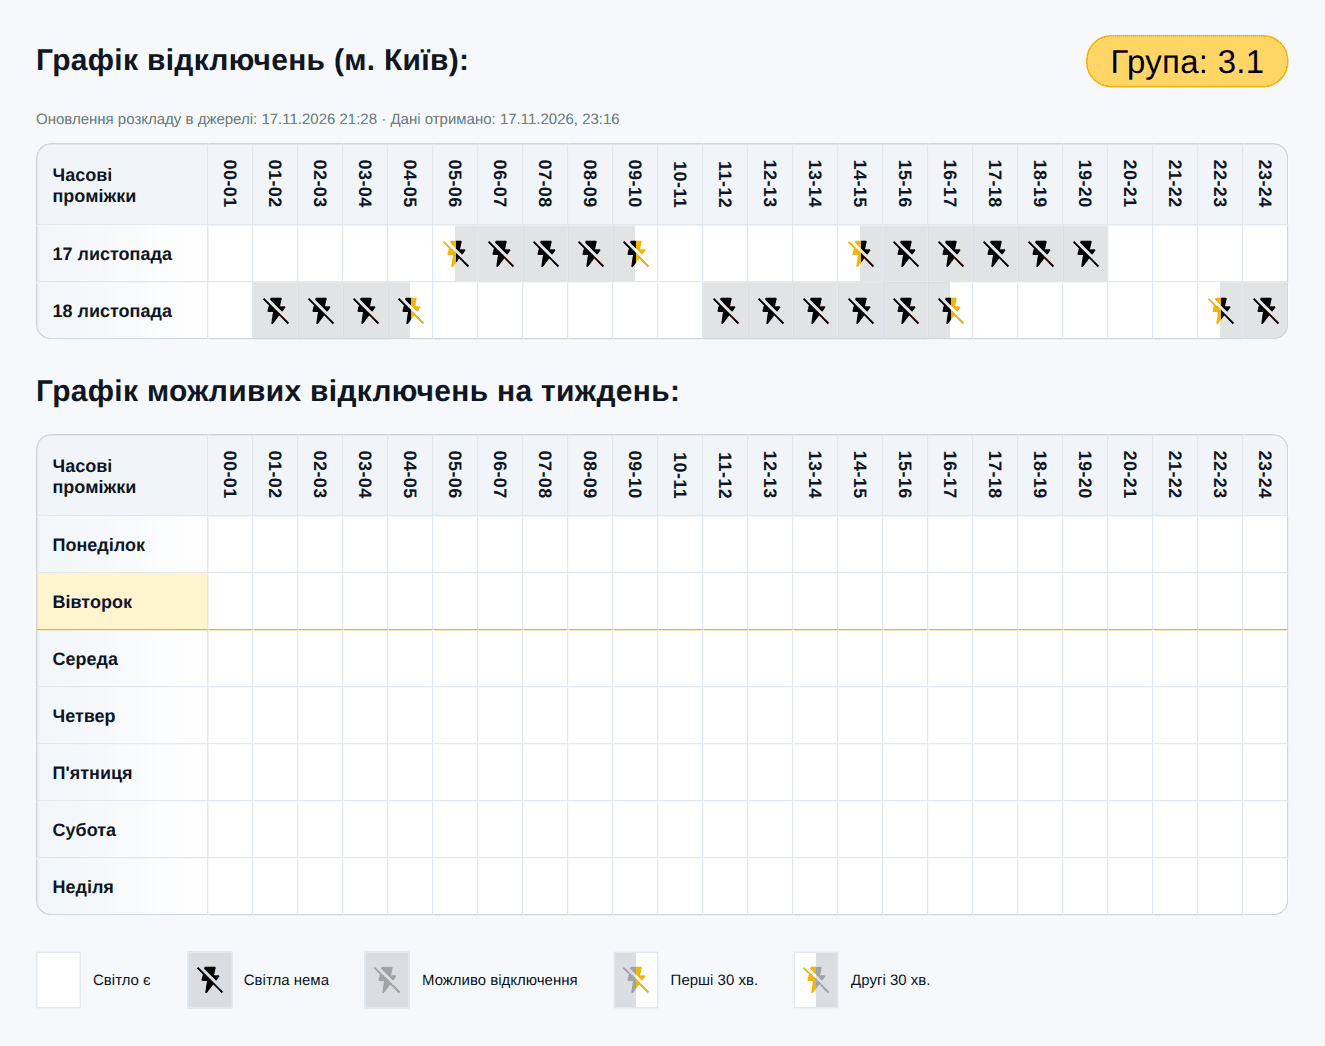 Графік відключень (м. Київ):
Група: 3.1
Оновлення розкладу в джерелі: 17.11.2026 21:28 · Дані отримано: 17.11.2026, 23:16
Часові
проміжки
00-01
01-02
02-03
03-04
04-05
05-06
06-07
07-08
08-09
09-10
10-11
11-12
12-13
13-14
14-15
15-16
16-17
17-18
18-19
19-20
20-21
21-22
22-23
23-24
17 листопада
18 листопада
Графік можливих відключень на тиждень:
Часові
проміжки
00-01
01-02
02-03
03-04
04-05
05-06
06-07
07-08
08-09
09-10
10-11
11-12
12-13
13-14
14-15
15-16
16-17
17-18
18-19
19-20
20-21
21-22
22-23
23-24
Понеділок
Вівторок
Середа
Четвер
П'ятниця
Субота
Неділя
Світло є
Світла нема
Можливо відключення
Перші 30 хв.
Другі 30 хв.